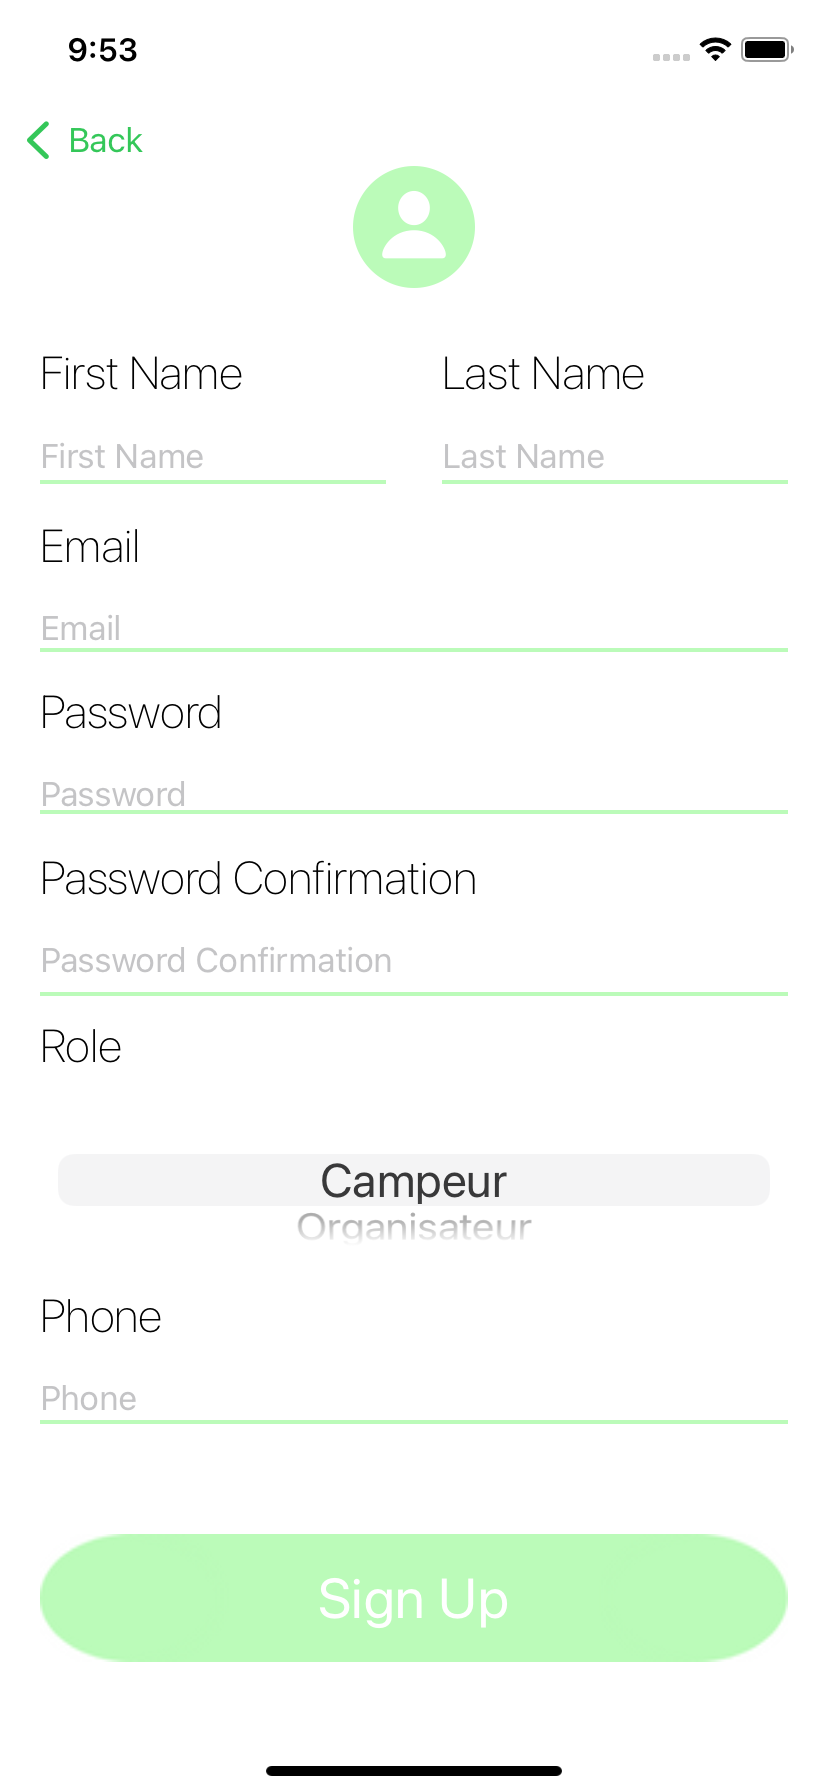 9:53
Back
First Name Last Name
First Name Last Name
Email
Email
Password
Password
Password Confirmation
Password Confirmation
Role
Campeur
Organisateur
Phone
Phone
Sign Up